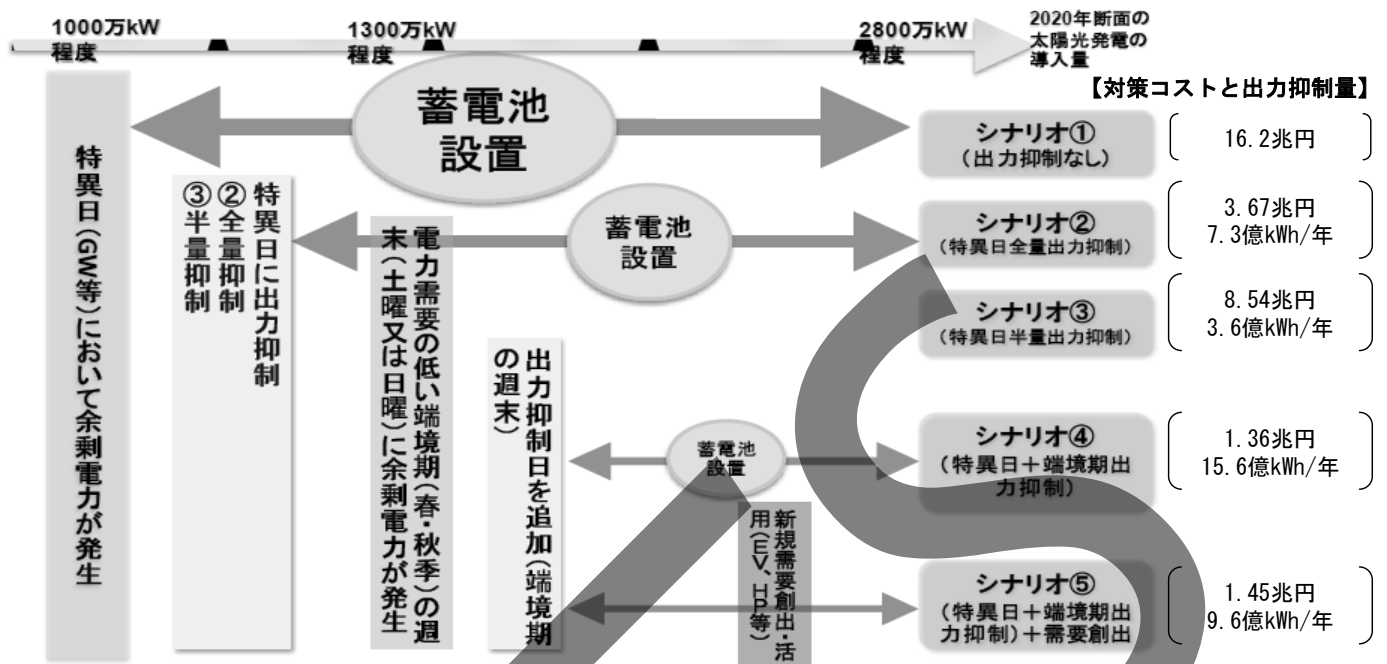 1000万kW
程度
1300万kW
程度
2800万kW
程度
2020年断面の
太陽光発電の
導入量
【対策コストと出力抑制量】
特異日(GW等)において余剰電力が発生
蓄電池
設置
シナリオ①
(出力抑制なし)
16.2兆円
特異日に出力抑制
②全量抑制
③半量抑制
蓄電池
設置
シナリオ②
(特異日全量出力抑制)
3.67兆円
7.3億kWh/年
電力需要の低い端境期(春・秋季)の週
末(土曜又は日曜)に余剰電力が発生
シナリオ③
(特異日半量出力抑制)
8.54兆円
3.6億kWh/年
出力抑制日を追加(端境期
の週末)
蓄電池
設置
シナリオ④
(特異日+端境期出
力抑制)
1.36兆円
15.6億kWh/年
新規需要創出・活
用(EV、HP等)
シナリオ⑤
(特異日+端境期出
力抑制)+需要創出
1.45兆円
9.6億kWh/年